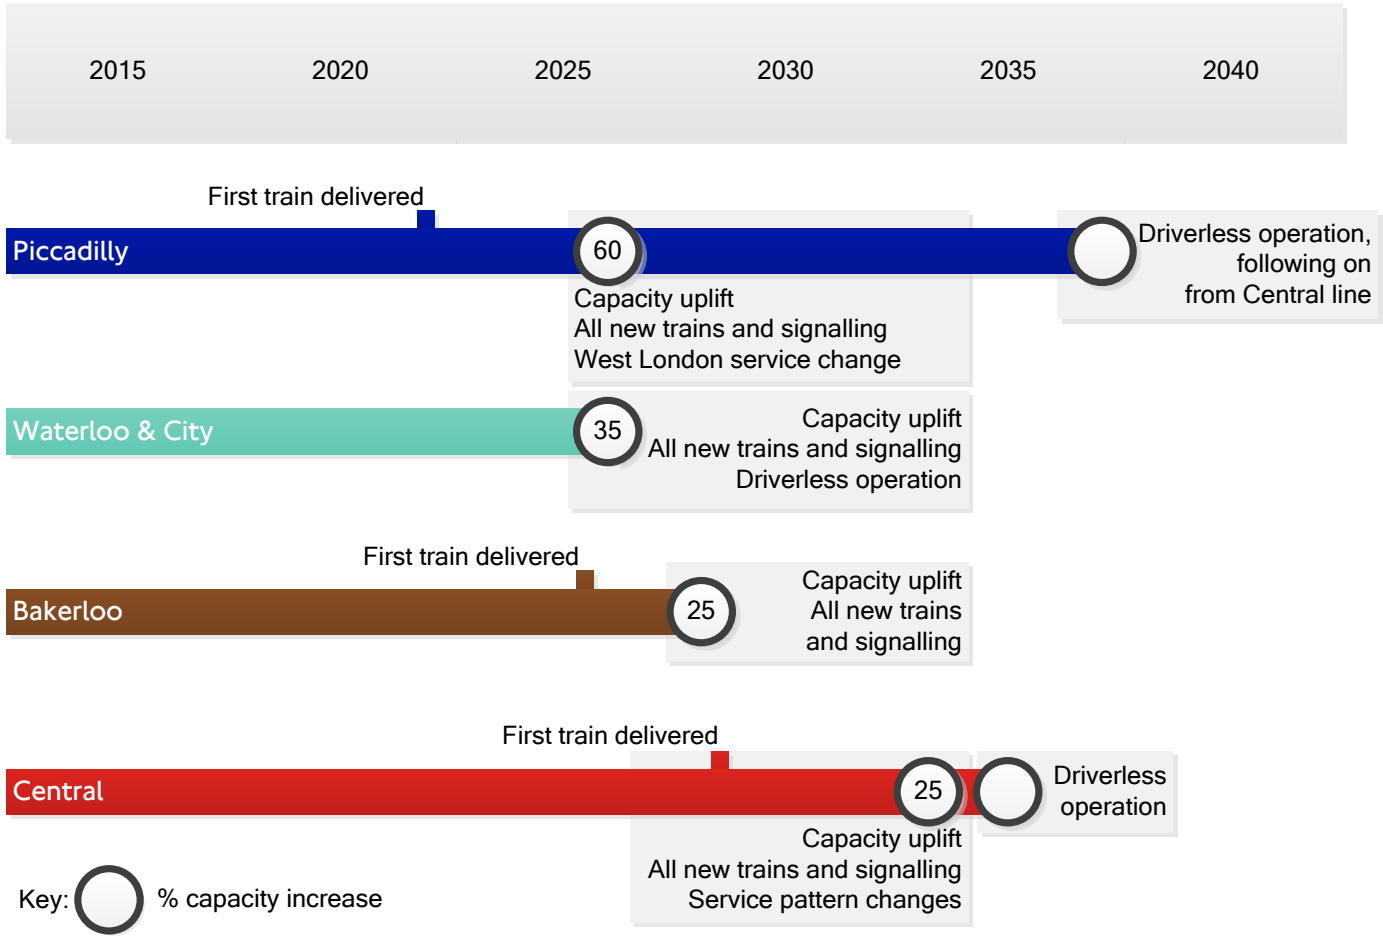 2015 2020 2025 2030 2035 2040
First train delivered
Piccadilly
60
Driverless operation,
following on
from Central line
Capacity uplift
All new trains and signalling
West London service change
Waterloo & City
35
Capacity uplift
All new trains and signalling
Driverless operation
First train delivered
Bakerloo
25
Capacity uplift
All new trains
and signalling
First train delivered
Central
25
Driverless
operation
Capacity uplift
All new trains and signalling
Service pattern changes
Key: % capacity increase